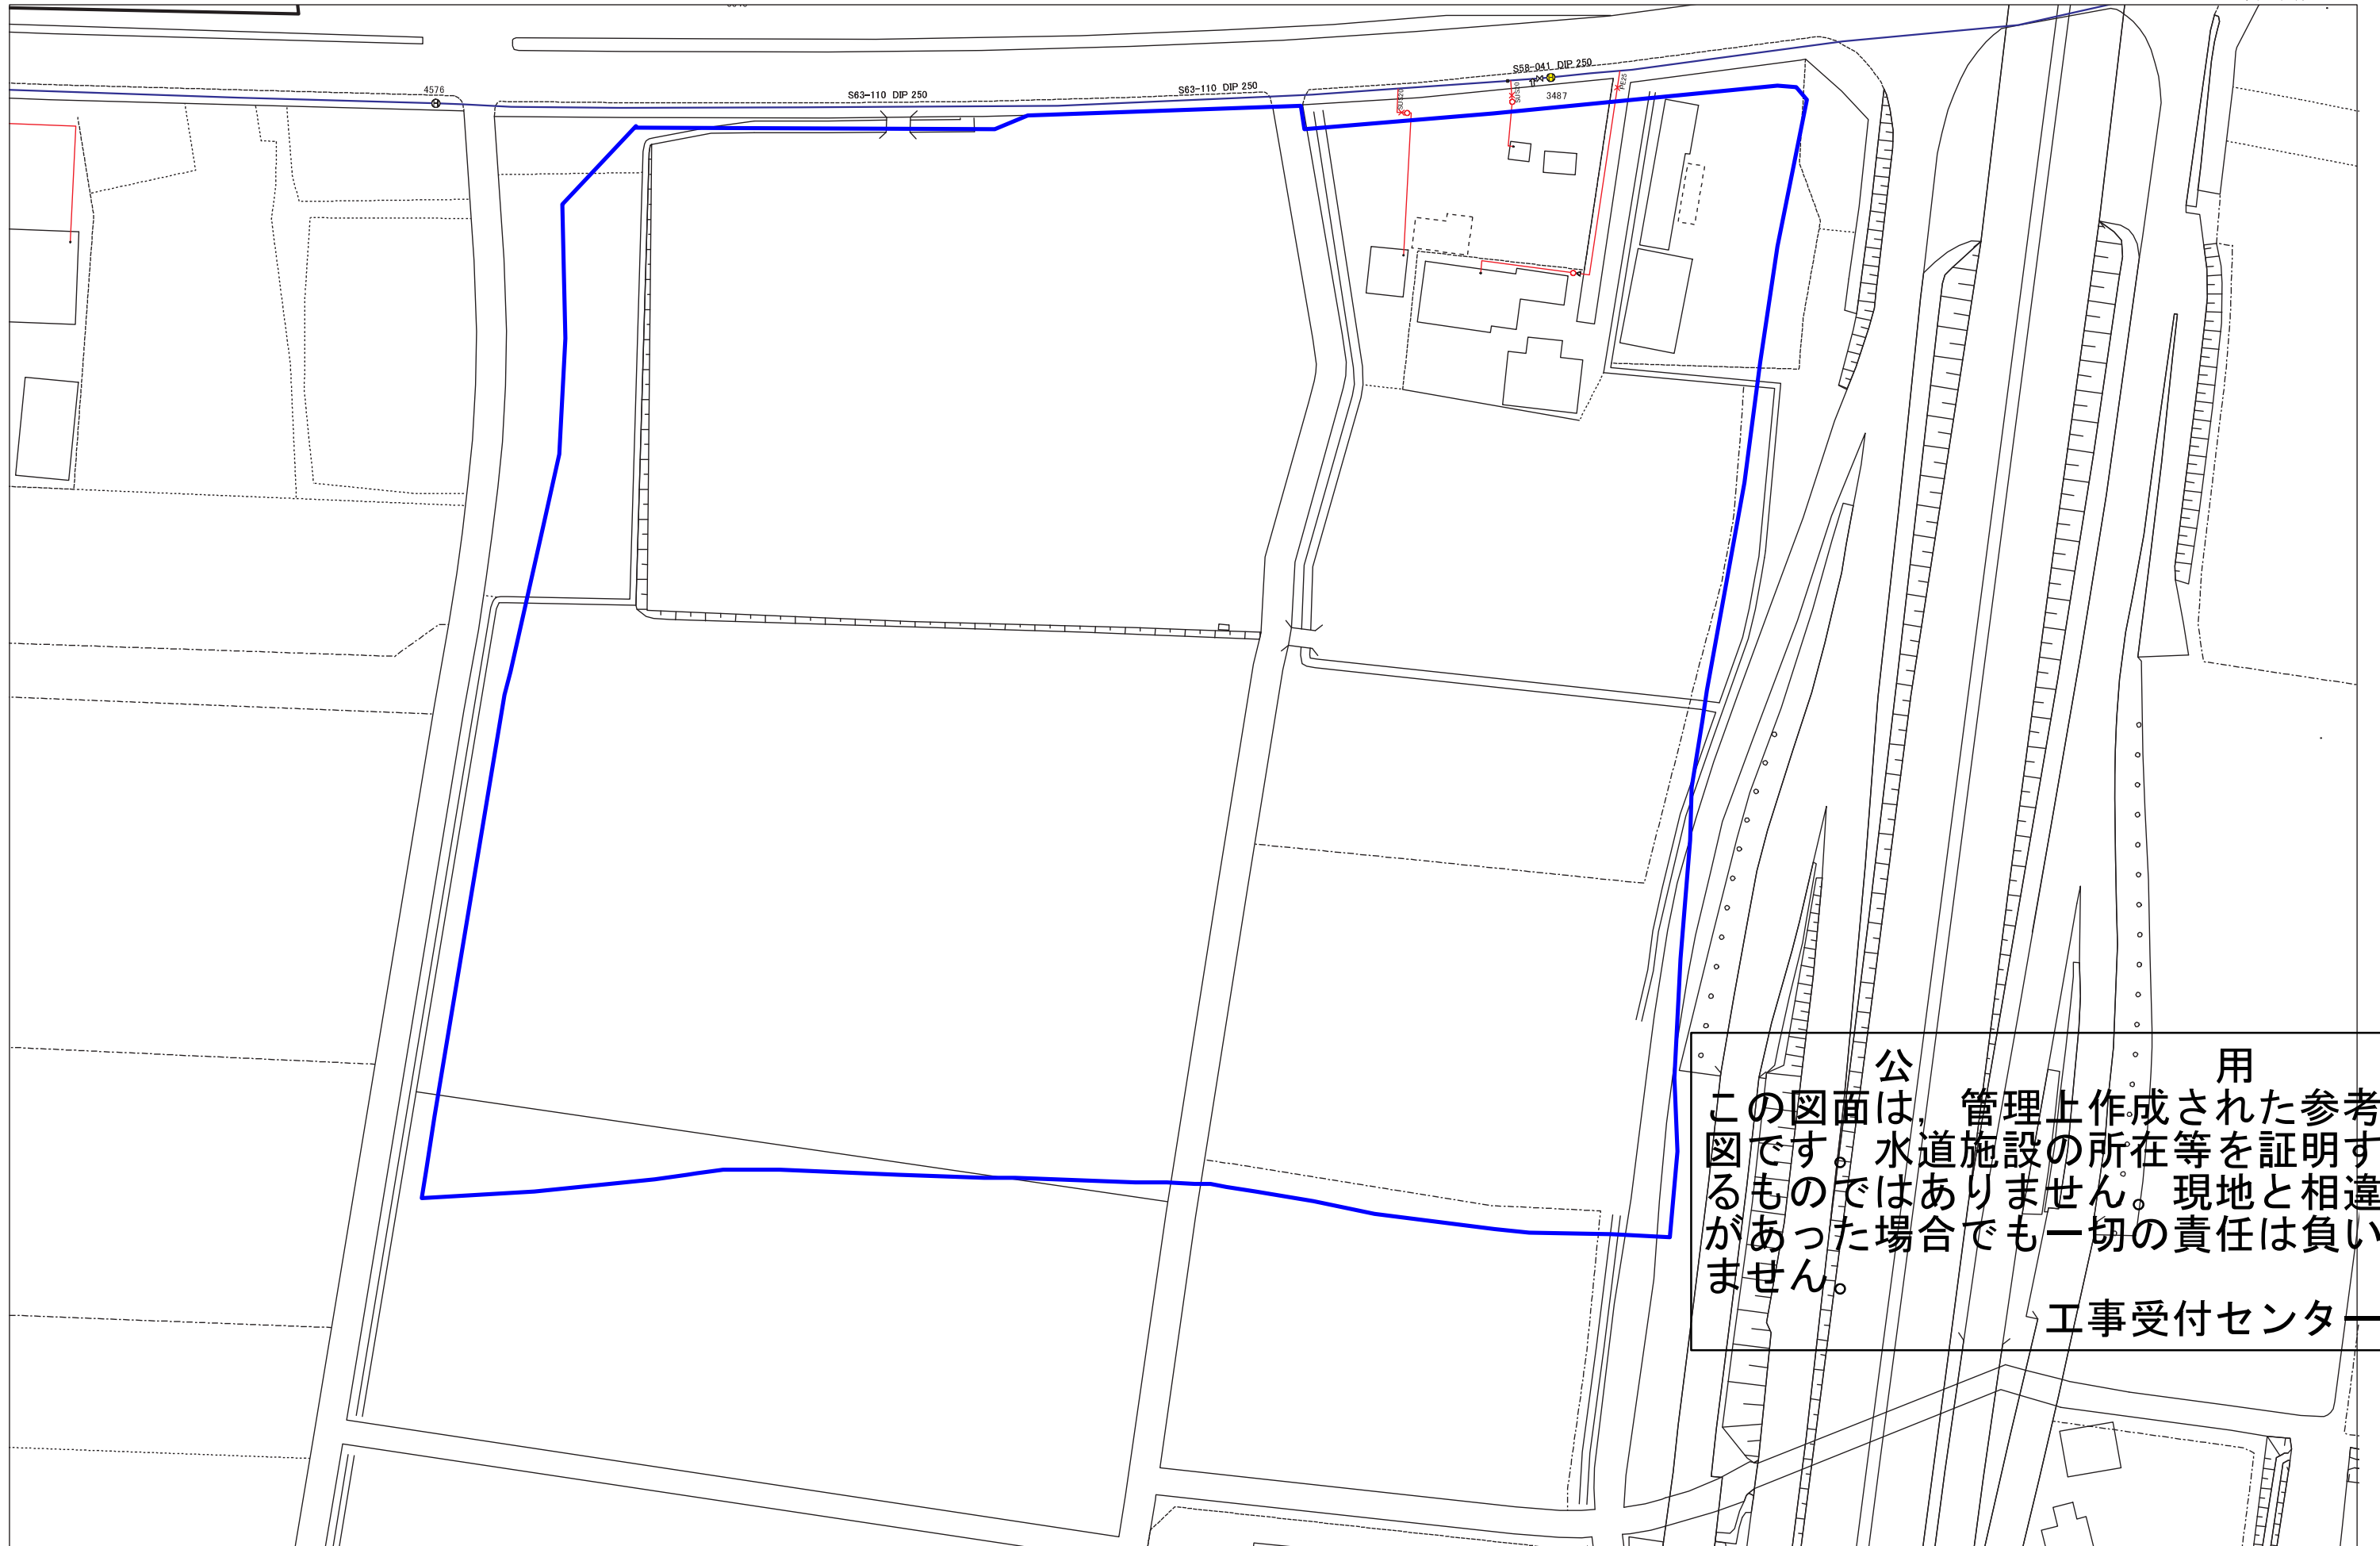 4576
S63-110 DIP 250
S63-110 DIP 250
S58-041 DIP 250
3487
SUS20
SUS20
PE25
公 用
この図面は，管理上作成された参考
図です。水道施設の所在等を証明す
るものではありません。現地と相違
があった場合でも一切の責任は負い
ません。
工事受付センター